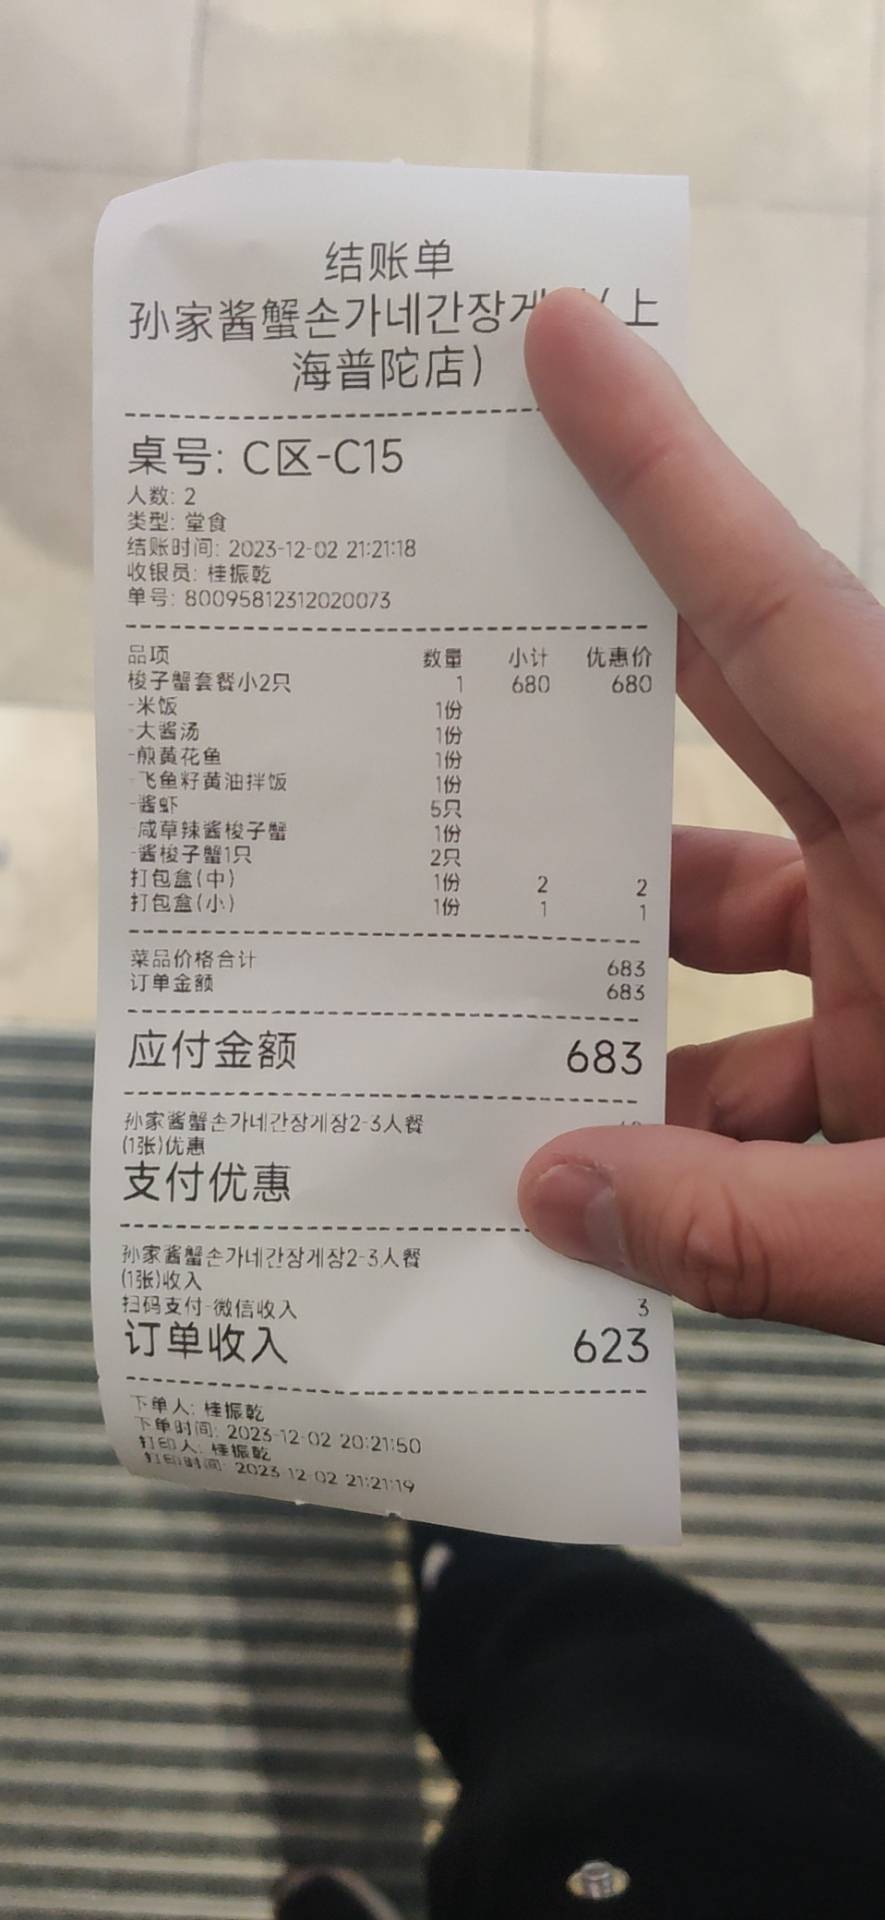 结账单
孙家酱蟹손가네간장게 上
海普陀店)
桌号: C区-C15
人数: 2
类型: 堂食
结账时间: 2023-12-02 21:21:18
收银员: 桂振乾
单号: 80095812312020073
品项 数量 小计 优惠价
梭子蟹套餐小2只 1 680 680
-米饭 1份
-大酱汤 1份
-煎黄花鱼 1份
-飞鱼籽黄油拌饭 1份
-酱虾 5只
-咸草辣酱梭子蟹 1份
-酱梭子蟹1只 2只
打包盒(中) 1份 2 2
打包盒(小) 1份 1 1
菜品价格合计 683
订单金额 683
应付金额 683
孙家酱蟹손가네간장게장2-3人餐
(1张)优惠
支付优惠
孙家酱蟹손가네간장게장2-3人餐
(1张)收入
扫码支付-微信收入 3
订单收入 623
下单人: 桂振乾
下单时间: 2023-12-02 20:21:50
打印人: 桂振乾
打印时间: 2023-12-02 21:21:19